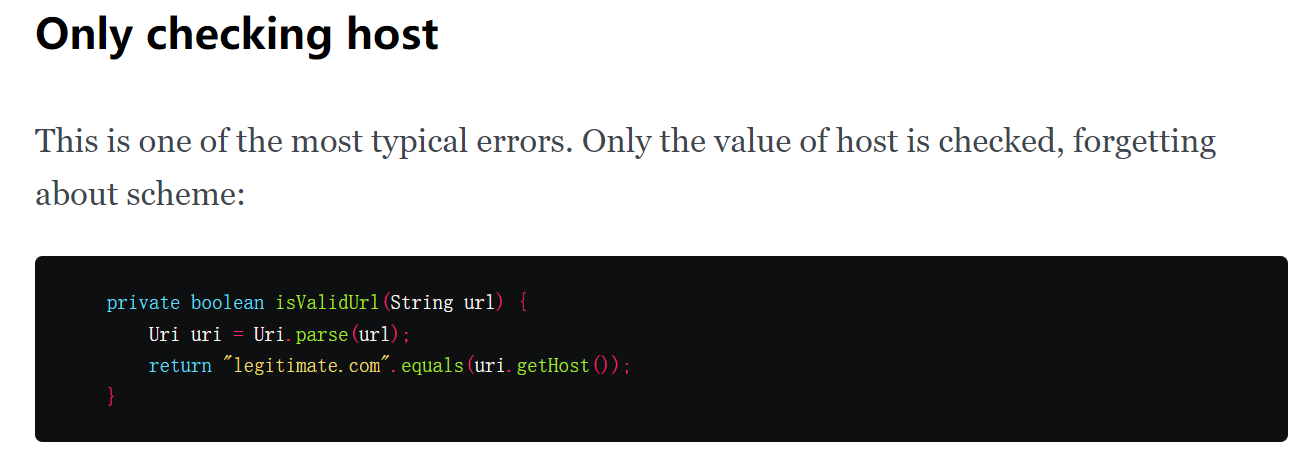 Only checking host
This is one of the most typical errors. Only the value of host is checked, forgetting
about scheme:
private boolean isValidUrl(String url) {
Uri uri = Uri.parse(url);
return "legitimate.com".equals(uri.getHost());
}